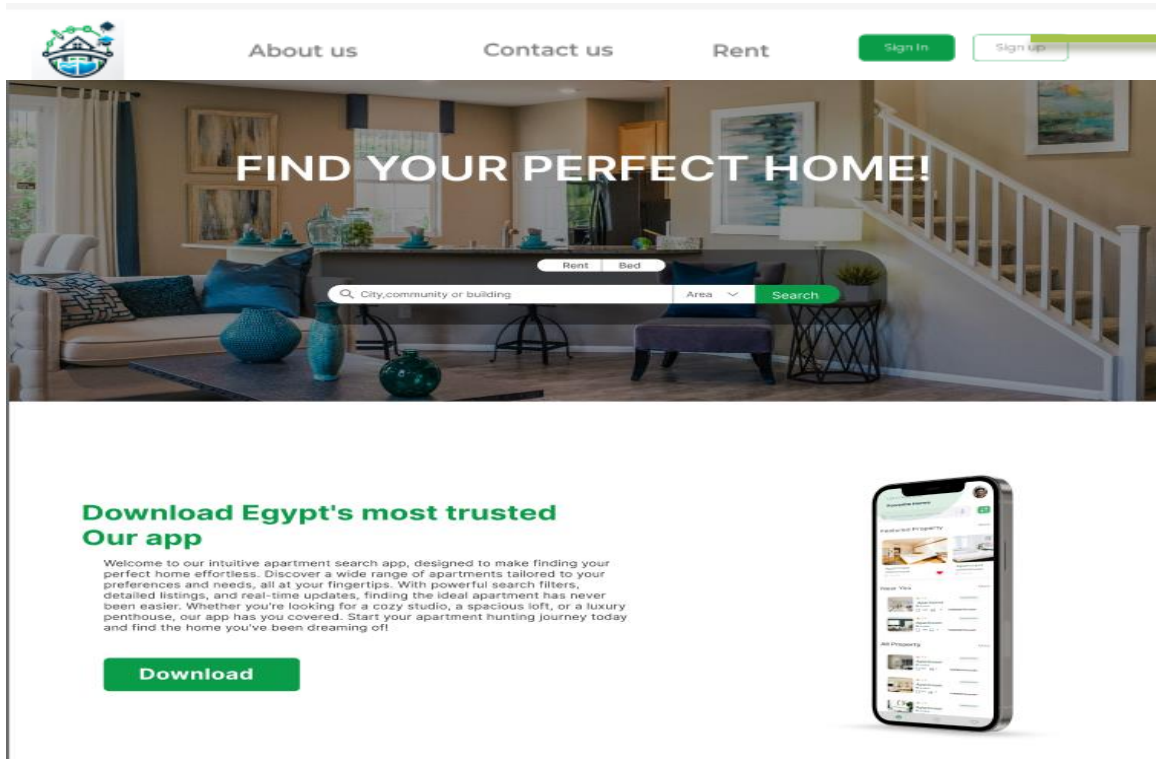 About us
Contact us
Rent
Sign In
Sign up
FIND YOUR PERFECT HOME!
Rent
Bed
City,community or building
Area
Search
Download Egypt's most trusted
Our app
Welcome to our intuitive apartment search app, designed to make finding your
perfect home effortless. Discover a wide range of apartments tailored to your
preferences and needs, all at your fingertips. With powerful search filters,
detailed listings, and real-time updates, finding the ideal apartment has never
been easier. Whether you're looking for a cozy studio, a spacious loft, or a luxury
penthouse, our app has you covered. Start your apartment hunting journey today
and find the home you've been dreaming of!
Download
Featured Property
Near You
All Property